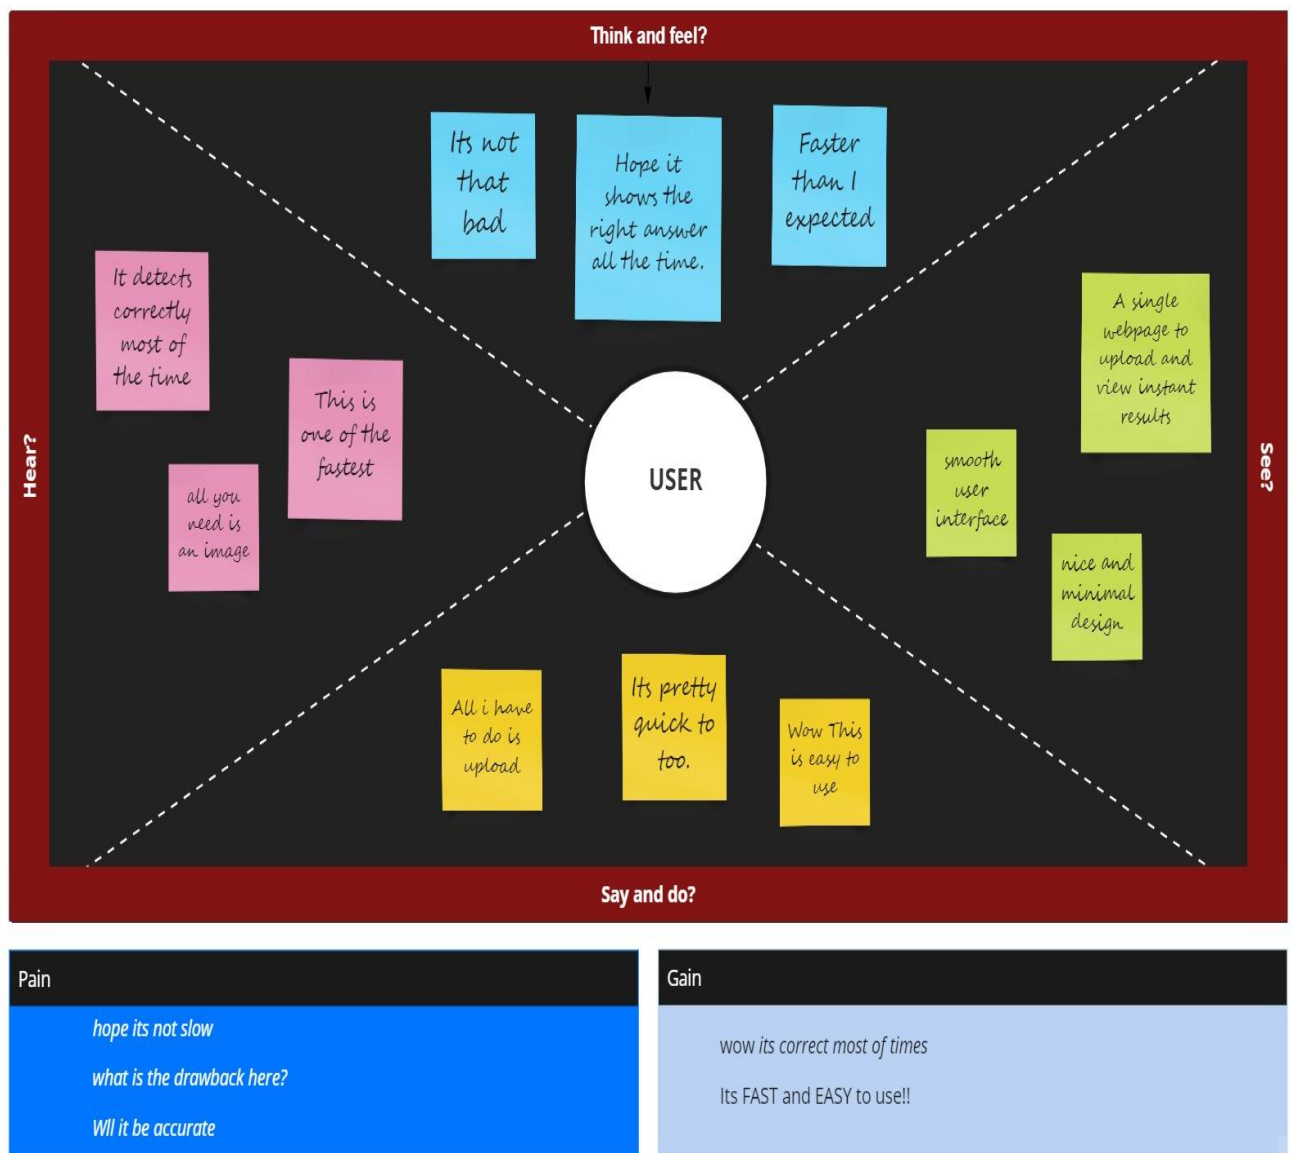 Think and feel?
Its not
that
bad
Hope it
shows the
right answer
all the time.
Faster
than I
expected
Hear?
It detects
correctly
most of
the time
This is
one of the
fastest
all you
need is
an image
USER
See?
A single
webpage to
upload and
view instant
results
smooth
user
interface
nice and
minimal
design
All i have
to do is
upload
Its pretty
quick to
too.
Wow This
is easy to
use
Say and do?
Pain
hope its not slow
what is the drawback here?
Wll it be accurate
Gain
wow its correct most of times
Its FAST and EASY to use!!